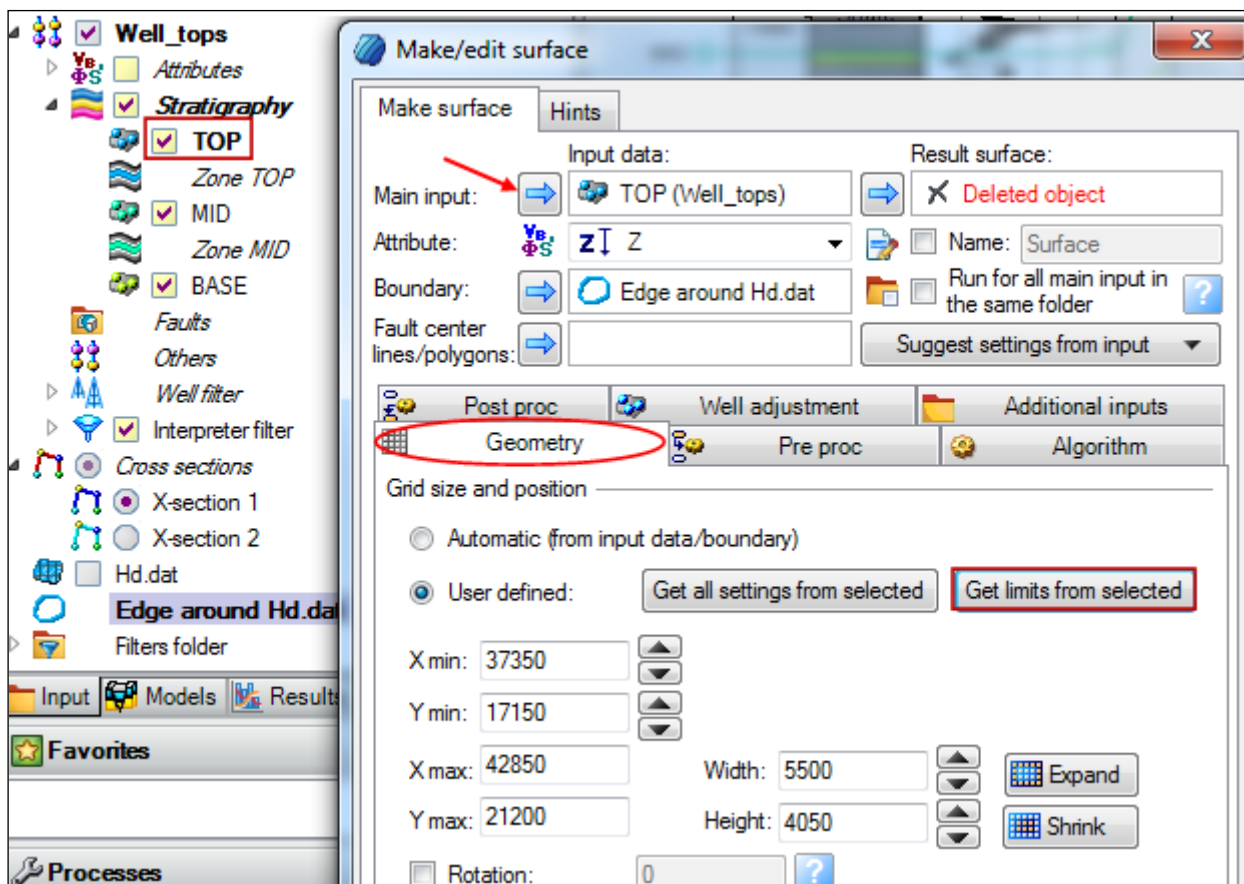 Well_tops
Attributes
Stratigraphy
TOP
Zone TOP
MID
Zone MID
BASE
Faults
Others
Well filter
Interpreter filter
Cross sections
X-section 1
X-section 2
Hd.dat
Edge around Hd.dat
Filters folder
Input Models Results
Favorites
Processes
Make/edit surface
Make surface Hints
Input data: Result surface:
Main input: TOP (Well_tops) Deleted object
Attribute: Z Name: Surface
Boundary: Edge around Hd.dat Run for all main input in
the same folder
Fault center
lines/polygons: Suggest settings from input
Post proc Well adjustment Additional inputs
Geometry Pre proc Algorithm
Grid size and position
Automatic (from input data/boundary)
User defined: Get all settings from selected Get limits from selected
X min: 37350
Y min: 17150
X max: 42850 Width: 5500 Expand
Y max: 21200 Height: 4050 Shrink
Rotation: 0 ?